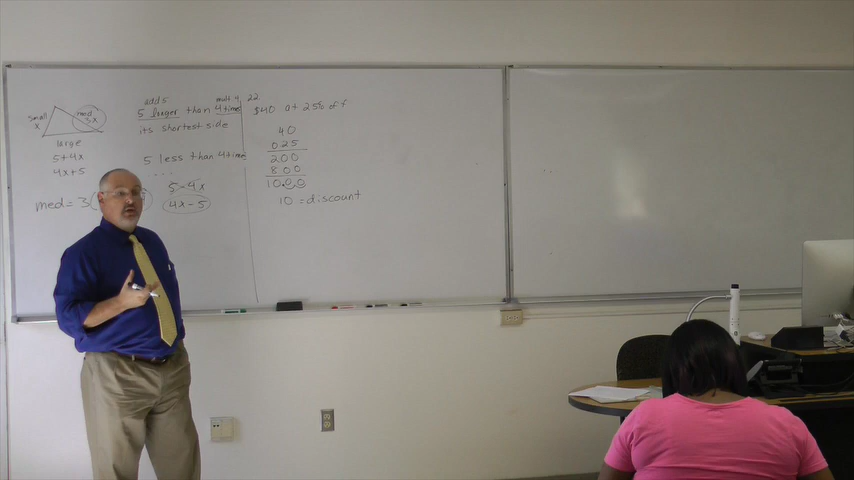 small
x
med
3x
large
5+4x
4x+5
med = 3
add 5 mult. 4
5 longer than 4 times
its shortest side
5 less than 4 time
...
5-4x
4x-5
22.
$40 at 25% off
40
025
200
800
10.00
10 = discount